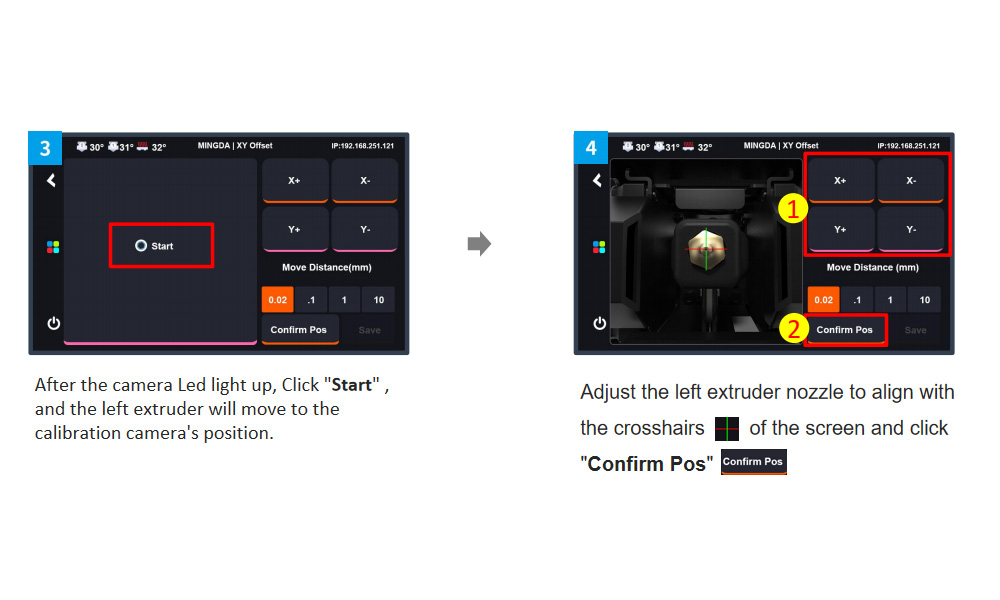 3
30° 31° 32° MINGDA | XY Offset IP:192.168.251.121
X+ X-
Start
Y+ Y-
Move Distance(mm)
0.02 .1 1 10
Confirm Pos Save
After the camera Led light up, Click "Start" ,
and the left extruder will move to the
calibration camera's position.
4
30° 31° 32° MINGDA | XY Offset IP:192.168.251.121
X+ X-
1
Y+ Y-
Move Distance (mm)
0.02 .1 1 10
2 Confirm Pos Save
Adjust the left extruder nozzle to align with
the crosshairs of the screen and click
"Confirm Pos" Confirm Pos